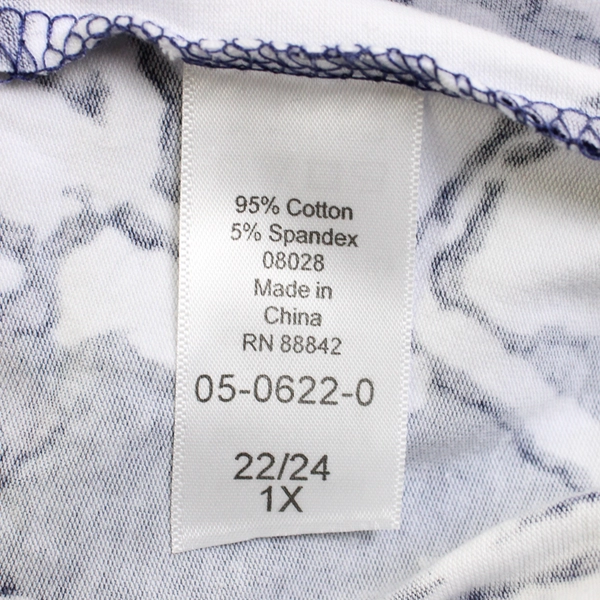 95% Cotton
5% Spandex
08028
Made in
China
RN 88842
05-0622-0
22/24
1X